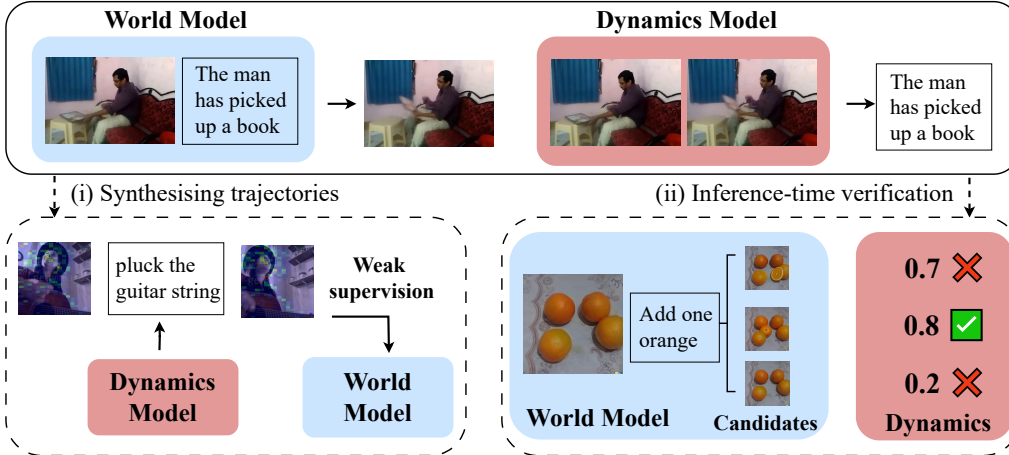 World Model
Dynamics Model
The man
has picked
up a book
The man
has picked
up a book
(i) Synthesising trajectories
(ii) Inference-time verification
pluck the
guitar string
Weak
supervision
Dynamics
Model
World
Model
Add one
orange
World Model
Candidates
0.7
0.8
0.2
Dynamics